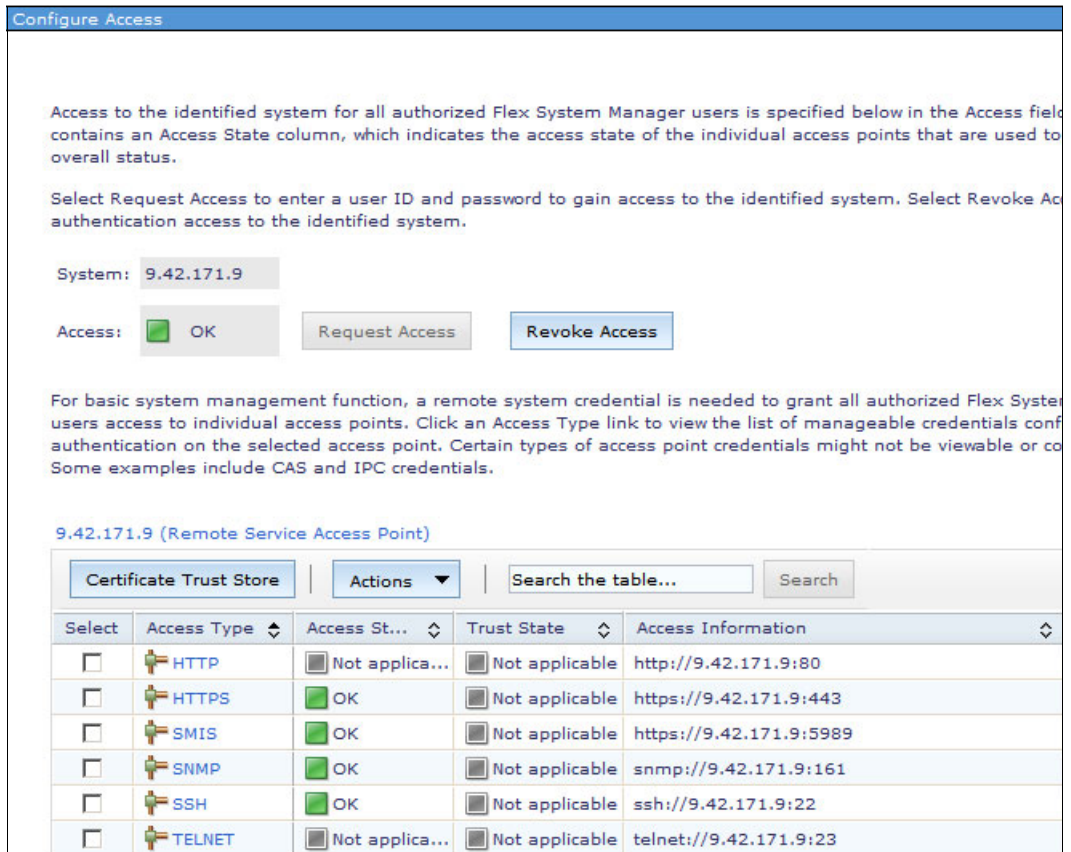 Configure Access
Access to the identified system for all authorized Flex System Manager users is specified below in the Access
contains an Access State column, which indicates the access state of the individual access points that are used to
overall status.
Select Request Access to enter a user ID and password to gain access to the identified system. Select Revoke
authentication access to the identified system.
System: 9.42.171.9
Access: OK Request Access Revoke Access
For basic system management function, a remote system credential is needed to grant all authorized Flex
users access to individual access points. Click an Access Type link to view the list of manageable credentials
authentication on the selected access point. Certain types of access point credentials might not be viewable or
Some examples include CAS and IPC credentials.
9.42.171.9 (Remote Service Access Point)
Certificate Trust Store | Actions | Search the table... Search
Select Access Type Access St... Trust State Access Information
HTTP Not applica... Not applicable http://9.42.171.9:80
HTTPS OK Not applicable https://9.42.171.9:443
SMIS OK Not applicable https://9.42.171.9:5989
SNMP OK Not applicable snmp://9.42.171.9:161
SSH OK Not applicable ssh://9.42.171.9:22
TELNET Not applica... Not applicable telnet://9.42.171.9:23